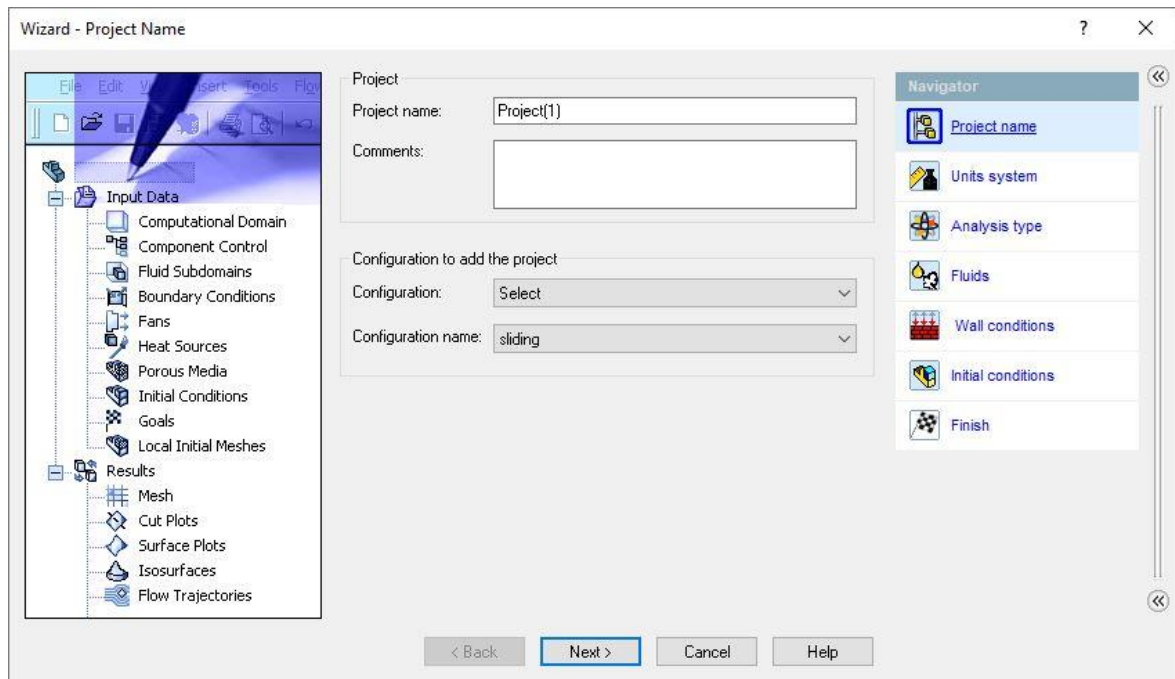 Wizard - Project Name
?
File Edit View Insert Tools Flow
Input Data
Computational Domain
Component Control
Fluid Subdomains
Boundary Conditions
Fans
Heat Sources
Porous Media
Initial Conditions
Goals
Local Initial Meshes
Results
Mesh
Cut Plots
Surface Plots
Isosurfaces
Flow Trajectories
Project
Project name: Project(1)
Comments:
Configuration to add the project
Configuration: Select
Configuration name: sliding
Navigator
Project name
Units system
Analysis type
Fluids
Wall conditions
Initial conditions
Finish
< Back Next > Cancel Help